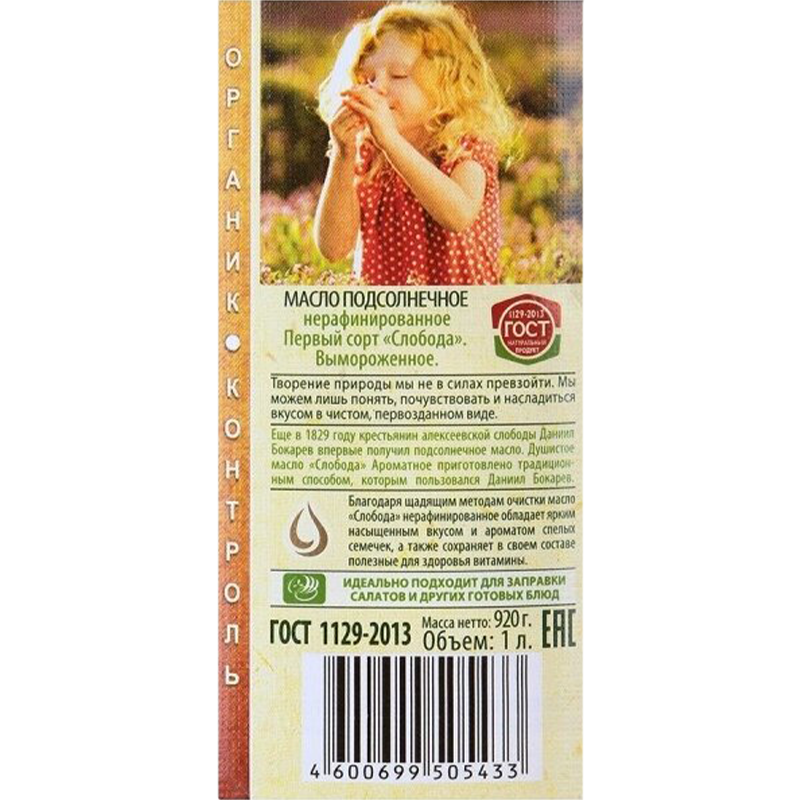 ОРГАНИК • КОНТРОЛЬ
МАСЛО ПОДСОЛНЕЧНОЕ
нерафинированное
Первый сорт «Слобода».
Вымороженное.
1129-2013
ГОСТ
НАТУРАЛЬНЫЙ
ПРОДУКТ
Творение природы мы не в силах превзойти. Мы
можем лишь понять, почувствовать и насладиться
вкусом в чистом, первозданном виде.
Еще в 1829 году крестьянин алексеевской слободы Даниил
Бокарев впервые получил подсолнечное масло. Душистое
масло «Слобода» Ароматное приготовлено традицион-
ным способом, которым пользовался Даниил Бокарев.
Благодаря щадящим методам очистки масло
«Слобода» нерафинированное обладает ярким
насыщенным вкусом и ароматом спелых
семечек, а также сохраняет в своем составе
полезные для здоровья витамины.
ИДЕАЛЬНО ПОДХОДИТ ДЛЯ ЗАПРАВКИ
САЛАТОВ И ДРУГИХ ГОТОВЫХ БЛЮД
ГОСТ 1129-2013
Масса нетто: 920 г.
Объем: 1 л.
ЕАС
4 600699 505433